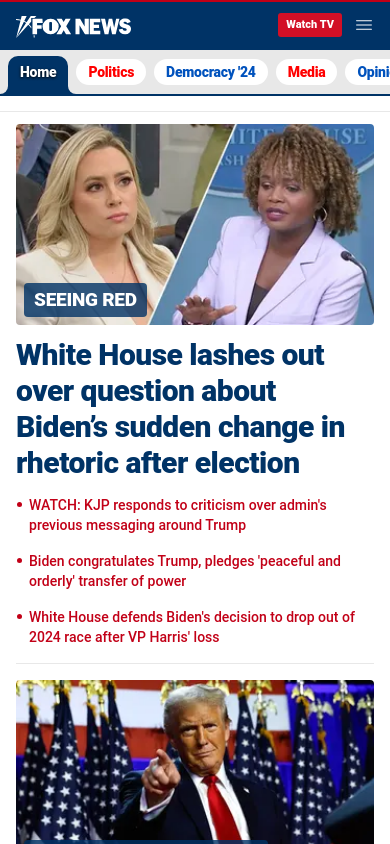 FOX NEWS
Watch TV
Home
Politics
Democracy '24
Media
Opini
SEEING RED
White House lashes out
over question about
Biden’s sudden change in
rhetoric after election
WATCH: KJP responds to criticism over admin's
previous messaging around Trump
Biden congratulates Trump, pledges 'peaceful and
orderly' transfer of power
White House defends Biden's decision to drop out of
2024 race after VP Harris' loss